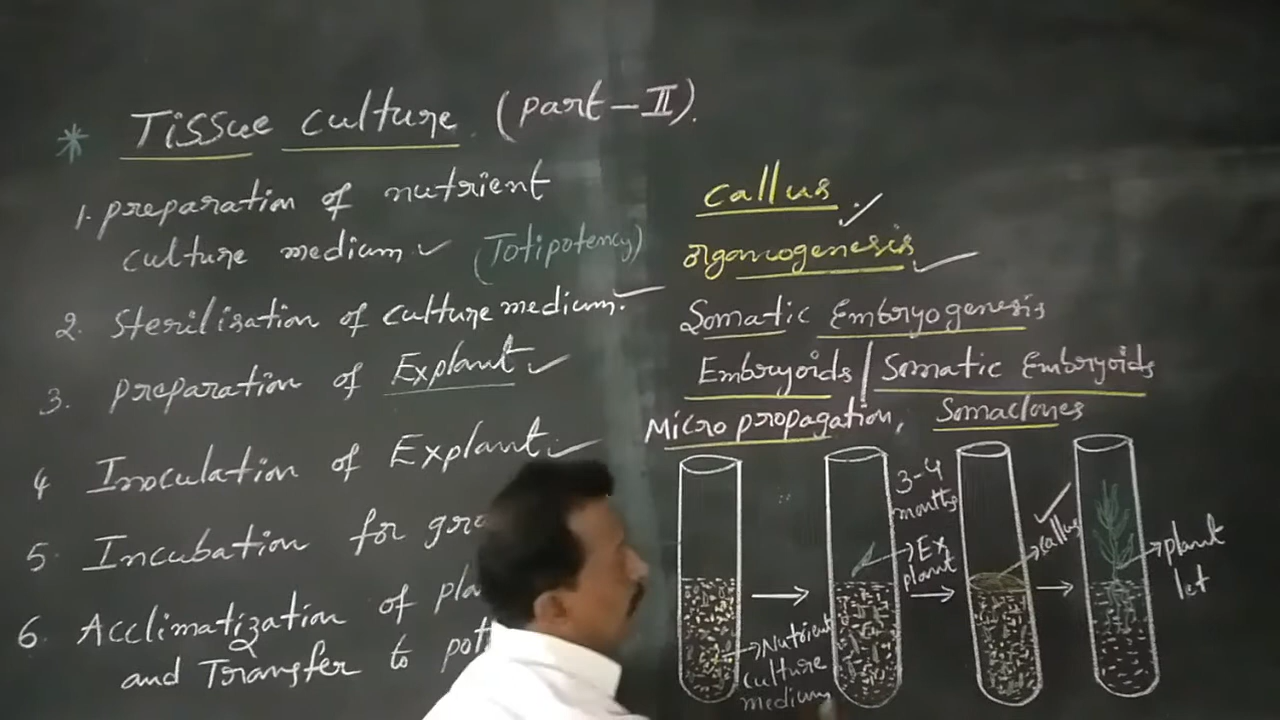 * Tissue culture (part-II).
1. preparation of nutrient
culture medium (Totipotency)
2. Sterilisation of culture medium.
3. preparation of Explant
4 Inoculation of Explant.
5. Incubation for
6. Acclimatization of
and Transfer to
callus
organogenesis
Somatic Embryogenesis
Embryoids / Somatic Embryoids
Micropropagation, Somaclones
3-4
months
Ex
plant
callus
plant
let
Nutrient
culture
medium